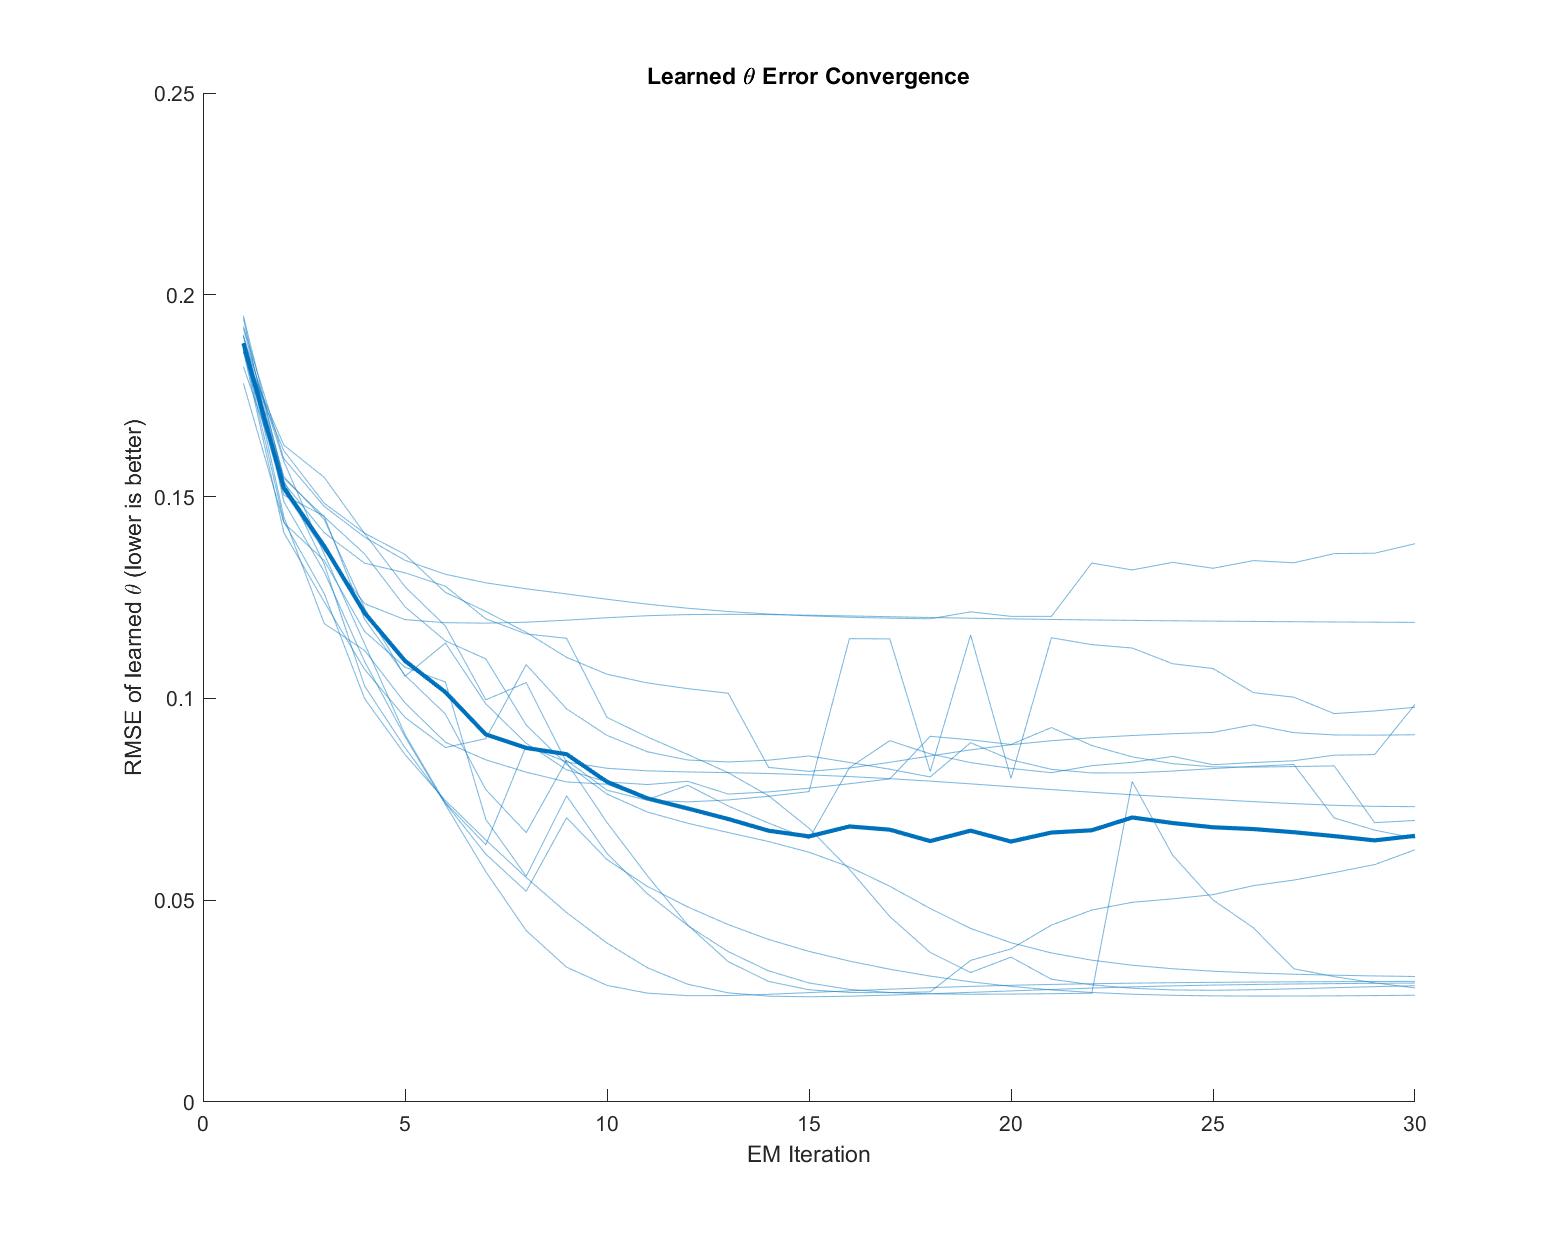 Learned θ Error Convergence
0.25
0.2
0.15
0.1
0.05
0
RMSE of learned θ (lower is better)
0 5 10 15 20 25 30
EM Iteration